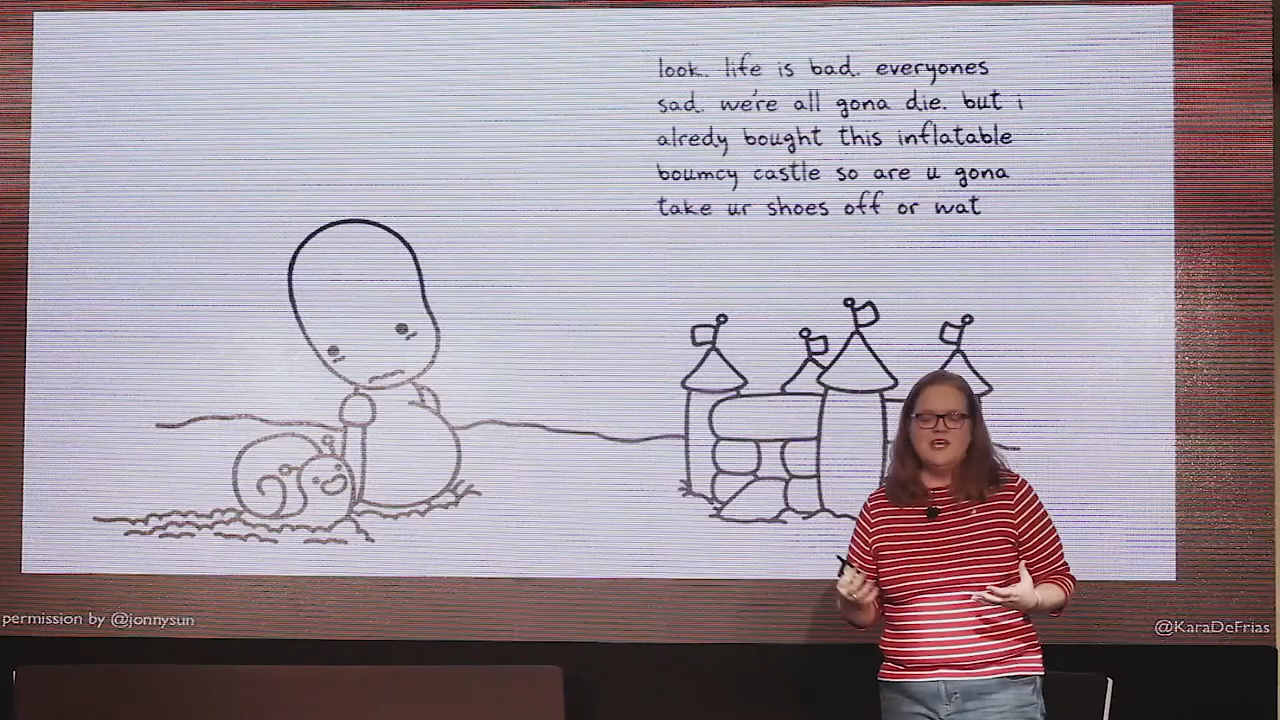 look. life is bad. everyones
sad. we're all gona die. but i
alredy bought this inflatable
boumcy castle so are u gona
take ur shoes off or wat
permission by @jonnysun
@KaraDeFrias